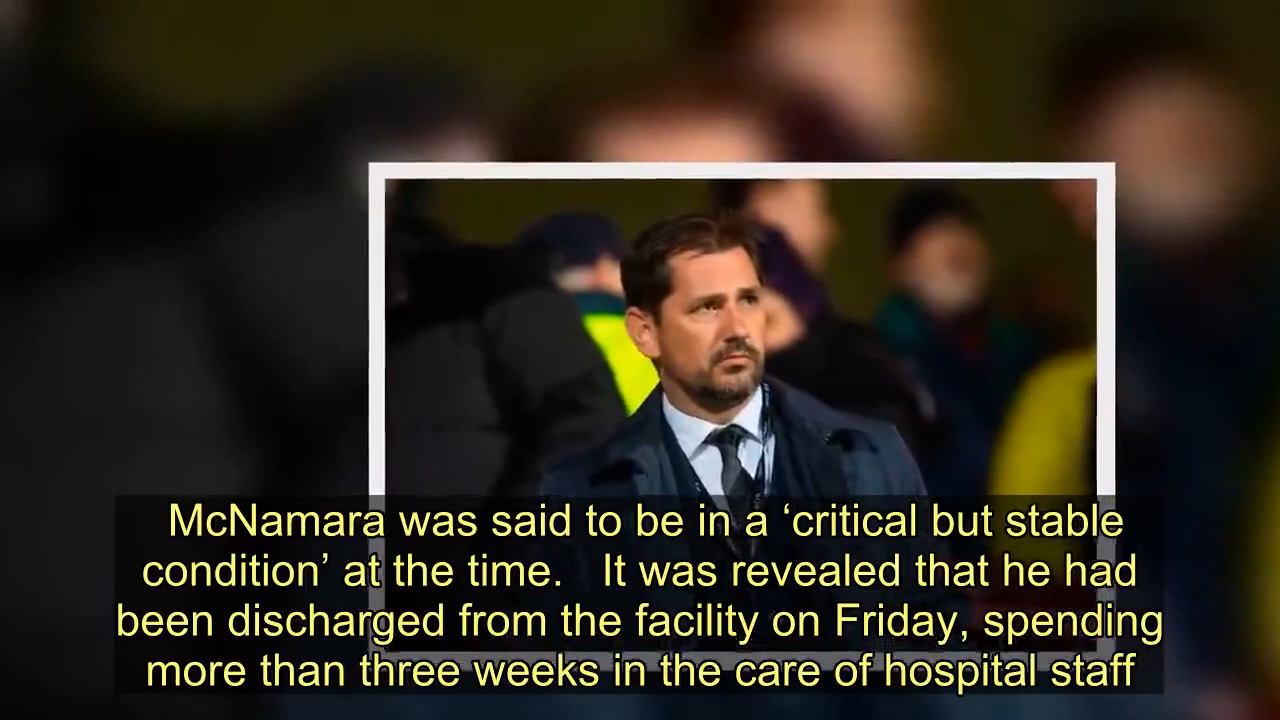 McNamara was said to be in a ‘critical but stable
condition’ at the time.   It was revealed that he had
been discharged from the facility on Friday, spending
more than three weeks in the care of hospital staff